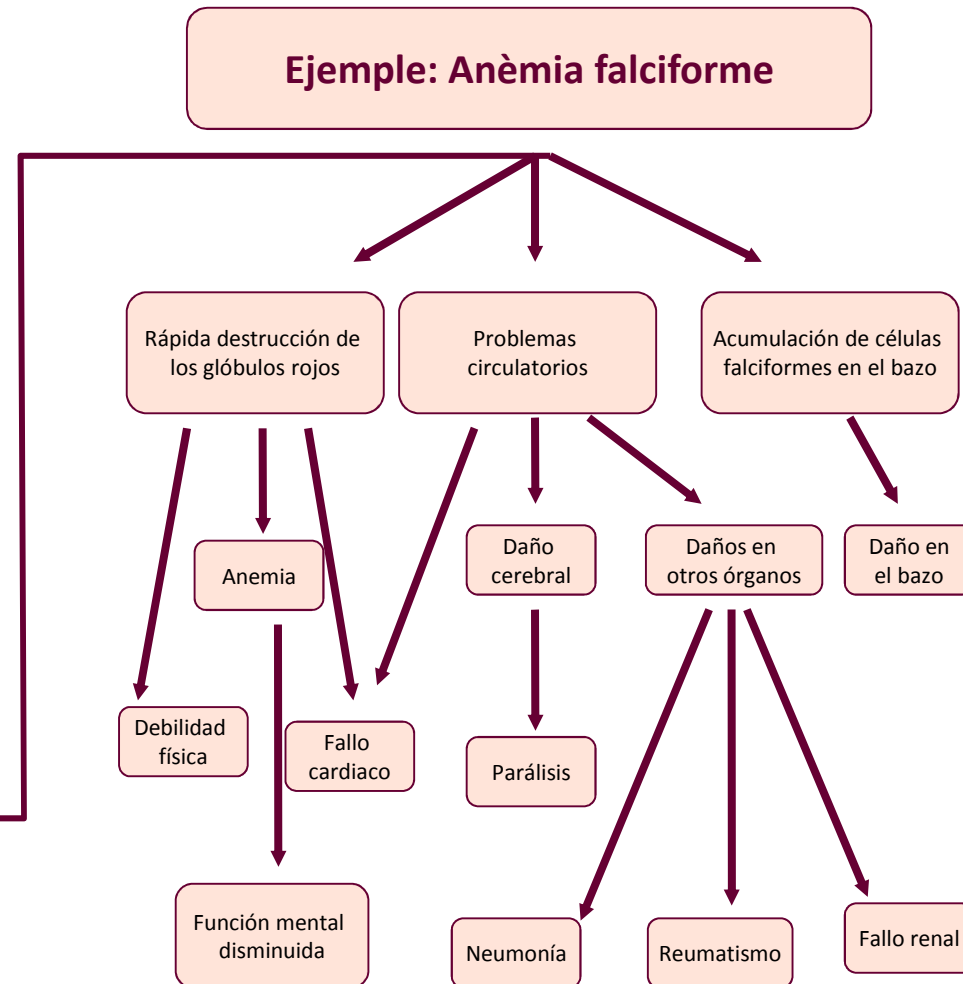 Ejemple: Anèmia falciforme
Rápida destrucción de
los glóbulos rojos
Problemas
circulatorios
Acumulación de células
falciformes en el bazo
Anemia
Daño
cerebral
Daños en
otros órganos
Daño en
el bazo
Debilidad
física
Fallo
cardiaco
Parálisis
Función mental
disminuida
Neumonía
Reumatismo
Fallo renal